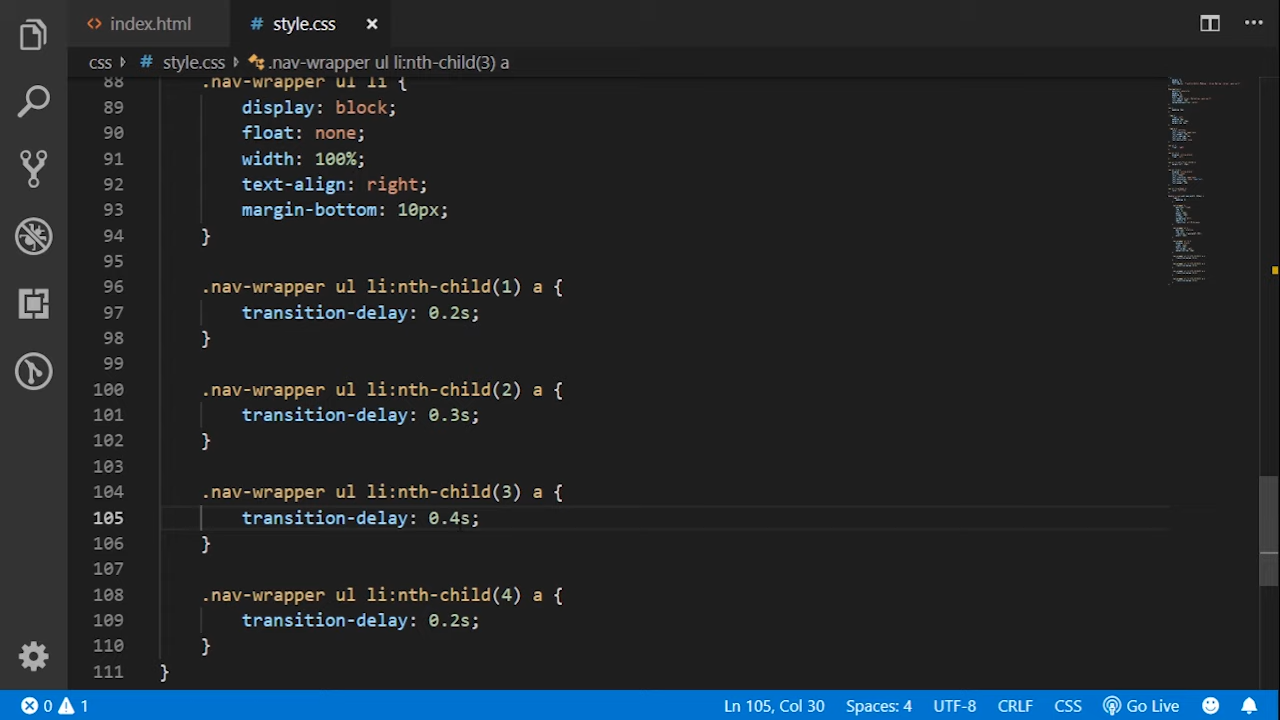 index.html
style.css
css
style.css
.nav-wrapper ul li:nth-child(3) a
88 .nav-wrapper ul li {
89 display: block;
90 float: none;
91 width: 100%;
92 text-align: right;
93 margin-bottom: 10px;
94 }
95
96 .nav-wrapper ul li:nth-child(1) a {
97 transition-delay: 0.2s;
98 }
99
100 .nav-wrapper ul li:nth-child(2) a {
101 transition-delay: 0.3s;
102 }
103
104 .nav-wrapper ul li:nth-child(3) a {
105 transition-delay: 0.4s;
106 }
107
108 .nav-wrapper ul li:nth-child(4) a {
109 transition-delay: 0.2s;
110 }
111 }
0 1 Ln 105, Col 30 Spaces: 4 UTF-8 CRLF CSS Go Live